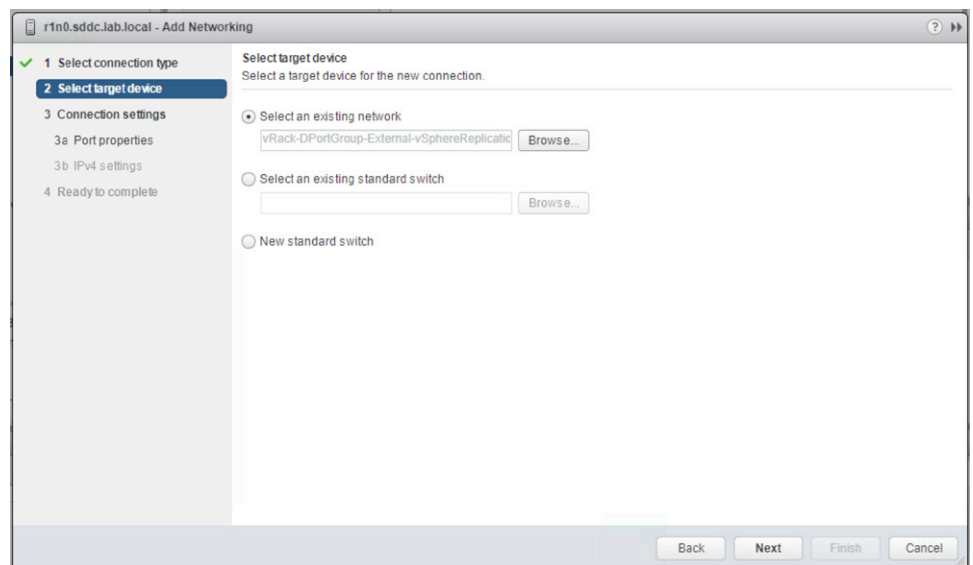 r1n0.sddc.lab.local - Add Networking
?
1 Select connection type
2 Select target device
3 Connection settings
3a Port properties
3b IPv4 settings
4 Ready to complete
Select target device
Select a target device for the new connection.
Select an existing network
vRack-DPortGroup-External-vSphereReplicatic
Browse...
Select an existing standard switch
Browse...
New standard switch
Back
Next
Finish
Cancel